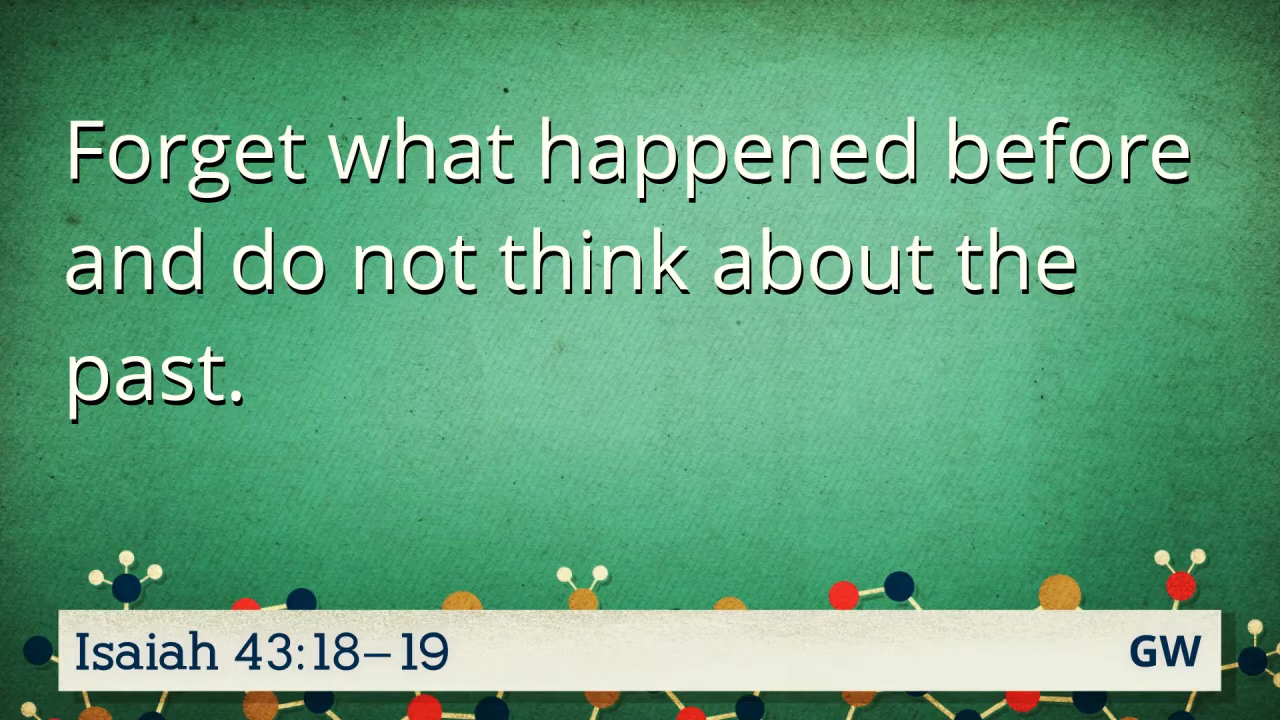 Forget what happened before
and do not think about the
past.
Isaiah 43:18–19
GW